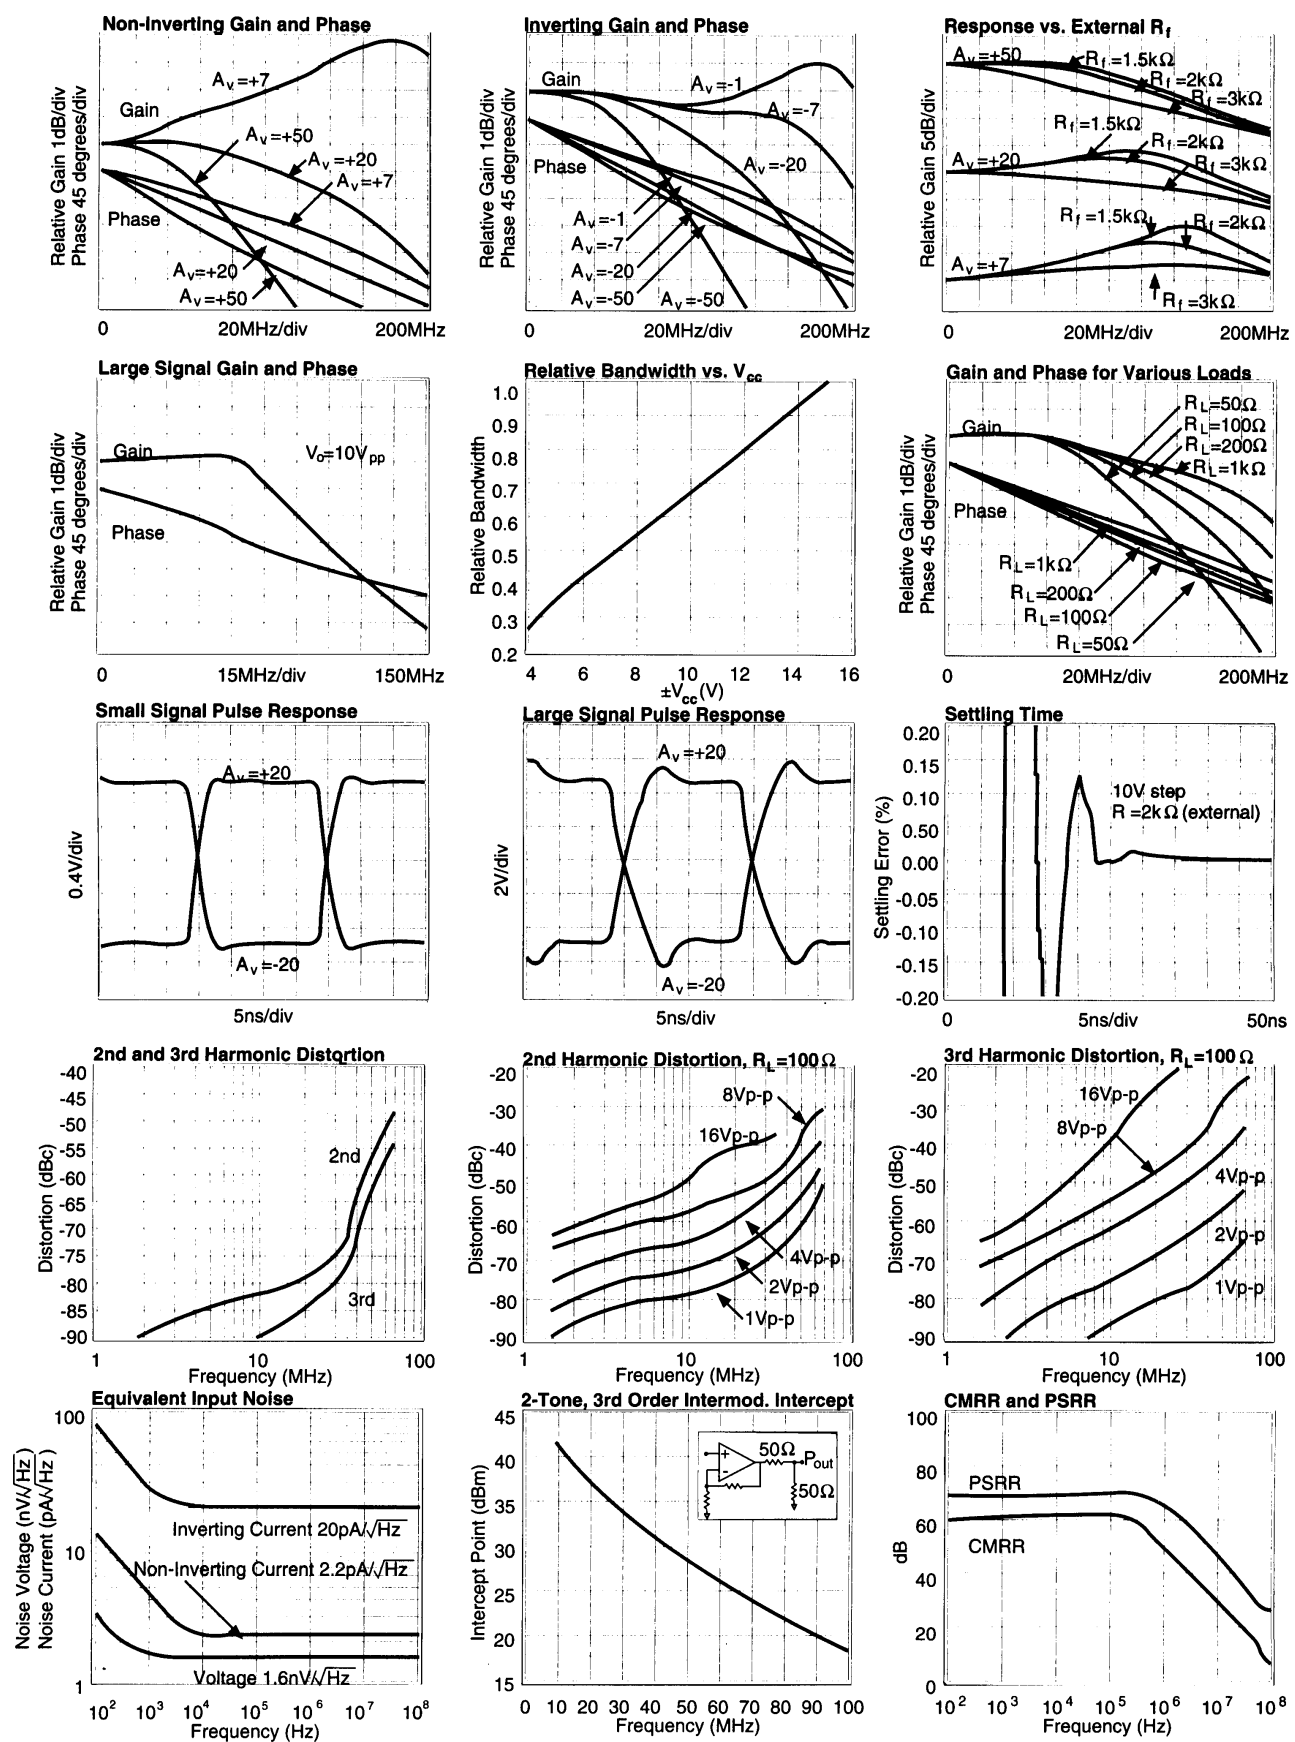 Non-inverting Gain and Phase
Relative Gain 1dB/div
Phase 45 degrees/div
Gain
Av=+7
Av=+50
Av=+20
Av=+7
Phase
Av=+20
Av=+50
0
20MHz/div
200MHz
Inverting Gain and Phase
Relative Gain 1dB/div
Phase 45 degrees/div
Gain
Av=-1
Av=-7
Av=-20
Phase
Av=-1
Av=-7
Av=-20
Av=-50
Av=-50
0
20MHz/div
200MHz
Response vs. External Rf
Relative Gain 5dB/div
Av=+50
Rf=1.5kΩ
Rf=2kΩ
Rf=3kΩ
Rf=1.5kΩ
Rf=2kΩ
Av=+20
Rf=3kΩ
Rf=1.5kΩ
Rf=2kΩ
Av=+7
Rf=3kΩ
0
20MHz/div
200MHz
Large Signal Gain and Phase
Relative Gain 1dB/div
Phase 45 degrees/div
Gain
Vo=10Vpp
Phase
0
15MHz/div
150MHz
Relative Bandwidth vs. Vcc
Relative Bandwidth
1.0
0.9
0.8
0.7
0.6
0.5
0.4
0.3
0.2
4 6 8 10 12 14 16
±Vcc(V)
Gain and Phase for Various Loads
Relative Gain 1dB/div
Phase 45 degrees/div
Gain
RL=50Ω
RL=100Ω
RL=200Ω
RL=1kΩ
Phase
RL=1kΩ
RL=200Ω
RL=100Ω
RL=50Ω
0
20MHz/div
200MHz
Small Signal Pulse Response
0.4V/div
Av=+20
Av=-20
5ns/div
Large Signal Pulse Response
2V/div
Av=+20
Av=-20
5ns/div
Settling Time
Settling Error (%)
0.20
0.15
0.10
0.50
0.00
-0.05
-0.10
-0.15
-0.20
10V step
R =2kΩ (external)
0
5ns/div
50ns
2nd and 3rd Harmonic Distortion
Distortion (dBc)
-40
-45
-50
-55
-60
-65
-70
-75
-80
-85
-90
2nd
3rd
1 10 100
Frequency (MHz)
2nd Harmonic Distortion, RL=100Ω
Distortion (dBc)
-20
-30
-40
-50
-60
-70
-80
-90
8Vp-p
16Vp-p
4Vp-p
2Vp-p
1Vp-p
1 10 100
Frequency (MHz)
3rd Harmonic Distortion, RL=100Ω
Distortion (dBc)
-20
-30
-40
-50
-60
-70
-80
-90
16Vp-p
8Vp-p
4Vp-p
2Vp-p
1Vp-p
1 10 100
Frequency (MHz)
Equivalent Input Noise
Noise Voltage (nV/√Hz)
Noise Current (pA/√Hz)
100
10
1
Inverting Current 20pA/√Hz
Non-Inverting Current 2.2pA/√Hz
Voltage 1.6nV/√Hz
10² 10³ 10⁴ 10⁵ 10⁶ 10⁷ 10⁸
Frequency (Hz)
2-Tone, 3rd Order Intermod. Intercept
Intercept Point (dBm)
45
40
35
30
25
20
15
+
-
50Ω
Pout
50Ω
0 10 20 30 40 50 60 70 80 90 100
Frequency (MHz)
CMRR and PSRR
dB
100
80
60
40
20
0
PSRR
CMRR
10² 10³ 10⁴ 10⁵ 10⁶ 10⁷ 10⁸
Frequency (Hz)